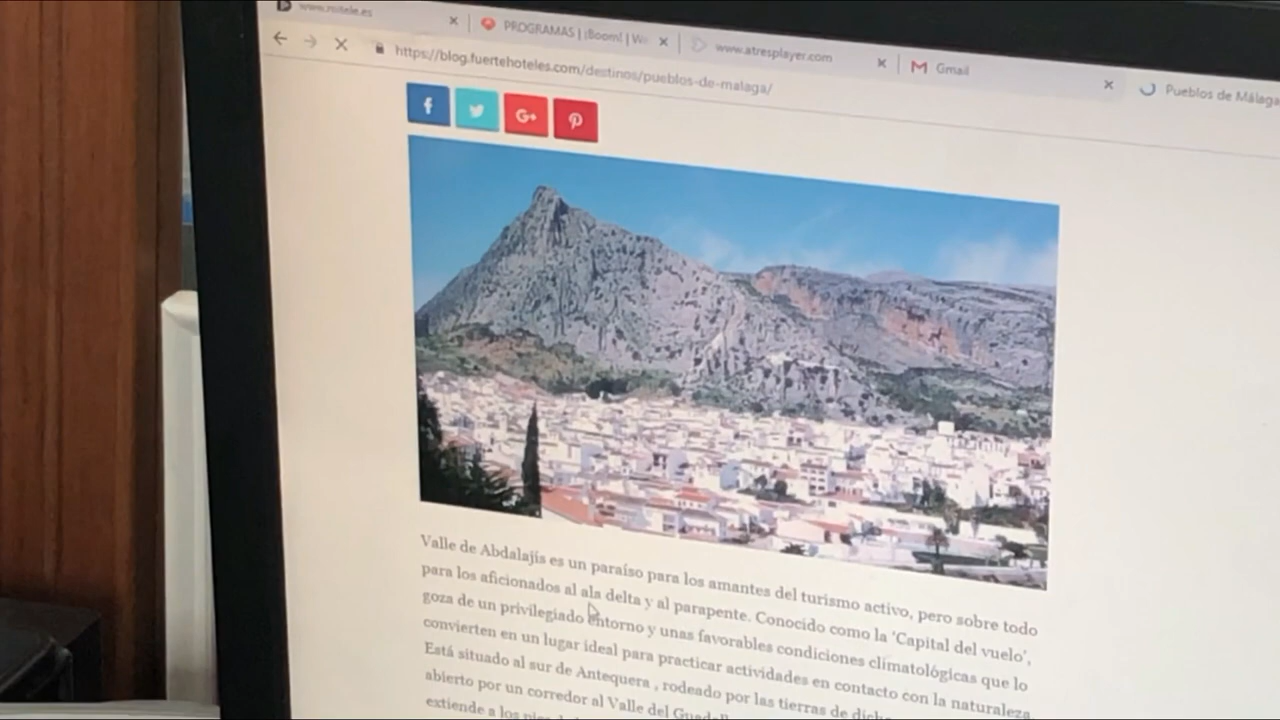 www.mitele.es
PROGRAMAS | ¡Boom! | W
www.atresplayer.com
Gmail
Pueblos de Málaga
https://blog.fuertehoteles.com/destinos/pueblos-de-malaga/
f
G+
Valle de Abdalajís es un paraíso para los amantes del turismo activo, pero sobre todo
para los aficionados al ala delta y al parapente. Conocido como la 'Capital del vuelo',
goza de un privilegiado entorno y unas favorables condiciones climatológicas que lo
convierten en un lugar ideal para practicar actividades en contacto con la naturaleza
Está situado al sur de Antequera , rodeado por las tierras de
abierto por un corredor al Valle del
extiende a los